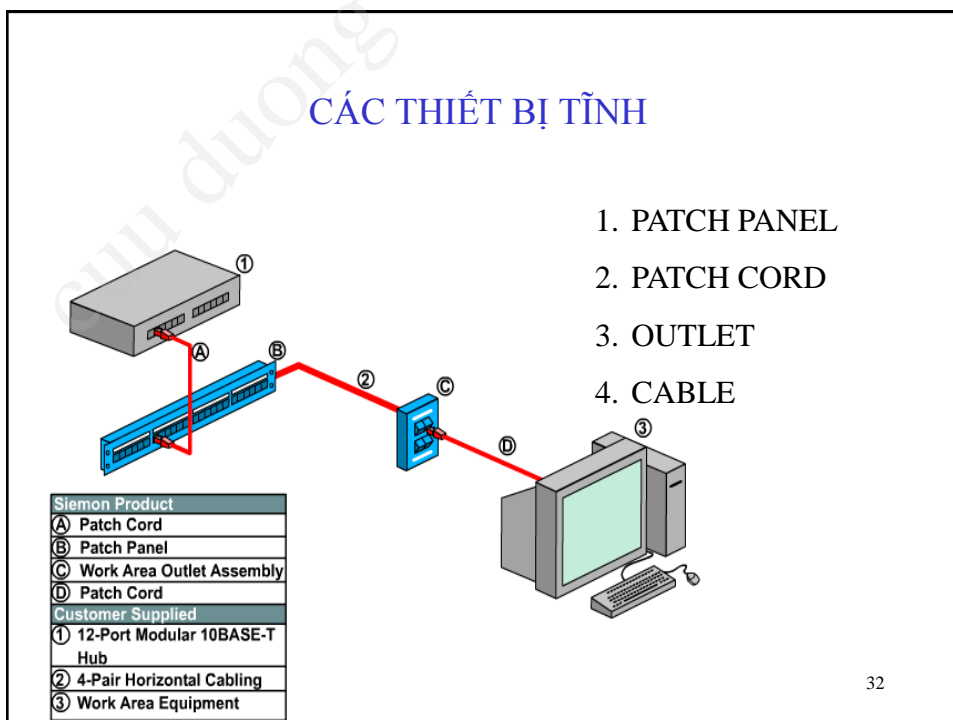 cuu duong
CÁC THIẾT BỊ TĨNH
1. PATCH PANEL
2. PATCH CORD
3. OUTLET
4. CABLE
1
A
B
2
C
D
3
Siemon Product
A Patch Cord
B Patch Panel
C Work Area Outlet Assembly
D Patch Cord
Customer Supplied
1 12-Port Modular 10BASE-T
Hub
2 4-Pair Horizontal Cabling
3 Work Area Equipment
32